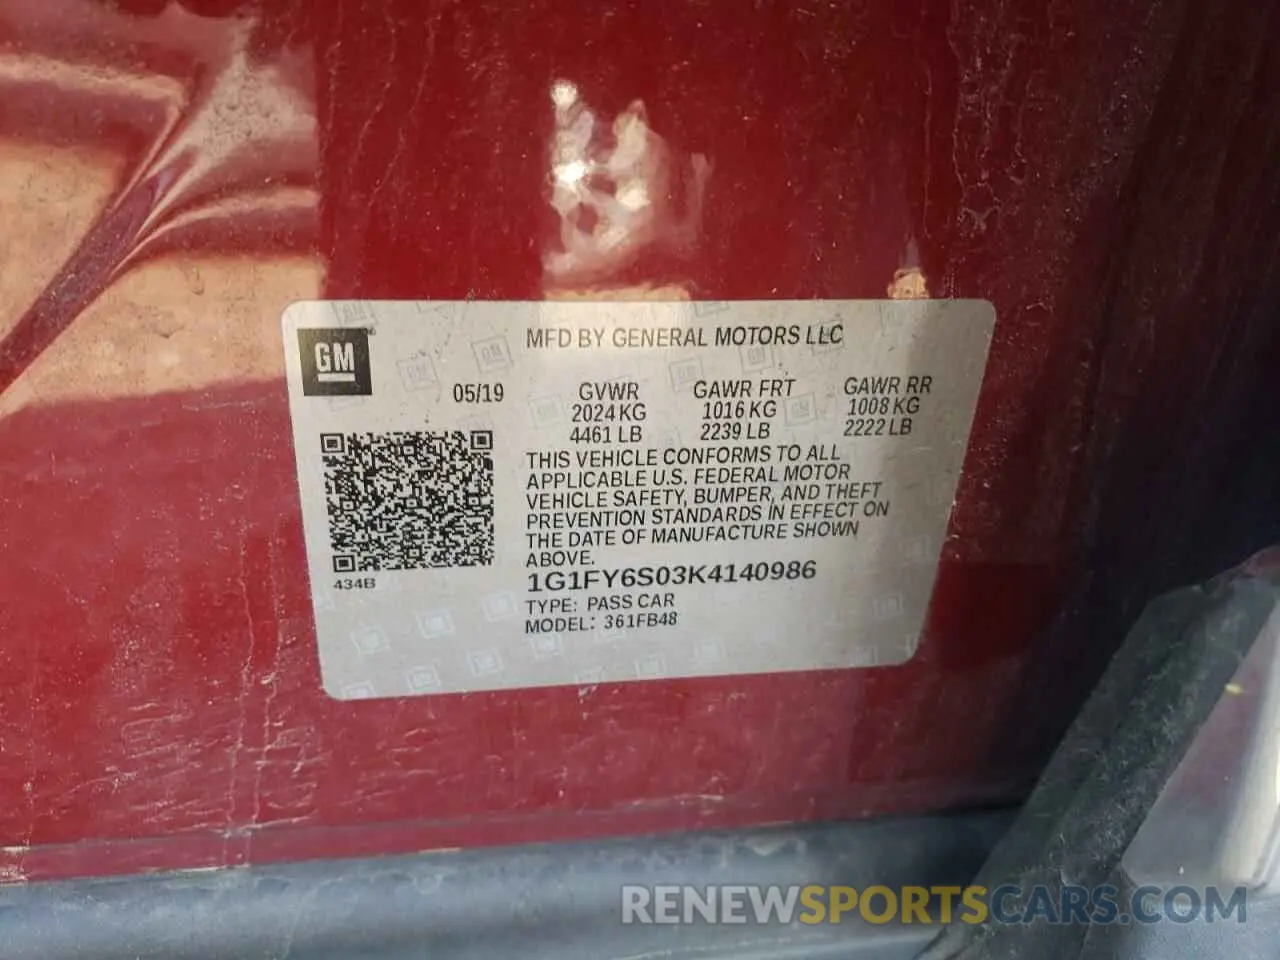 GM
MFD BY GENERAL MOTORS LLC
05/19
GVWR GAWR FRT GAWR RR
2024 KG 1016 KG 1008 KG
4461 LB 2239 LB 2222 LB
THIS VEHICLE CONFORMS TO ALL
APPLICABLE U.S. FEDERAL MOTOR
VEHICLE SAFETY, BUMPER, AND THEFT
PREVENTION STANDARDS IN EFFECT ON
THE DATE OF MANUFACTURE SHOWN
ABOVE.
434B
1G1FY6S03K4140986
TYPE: PASS CAR
MODEL: 361FB48
RENEWSPORTSCARS.COM